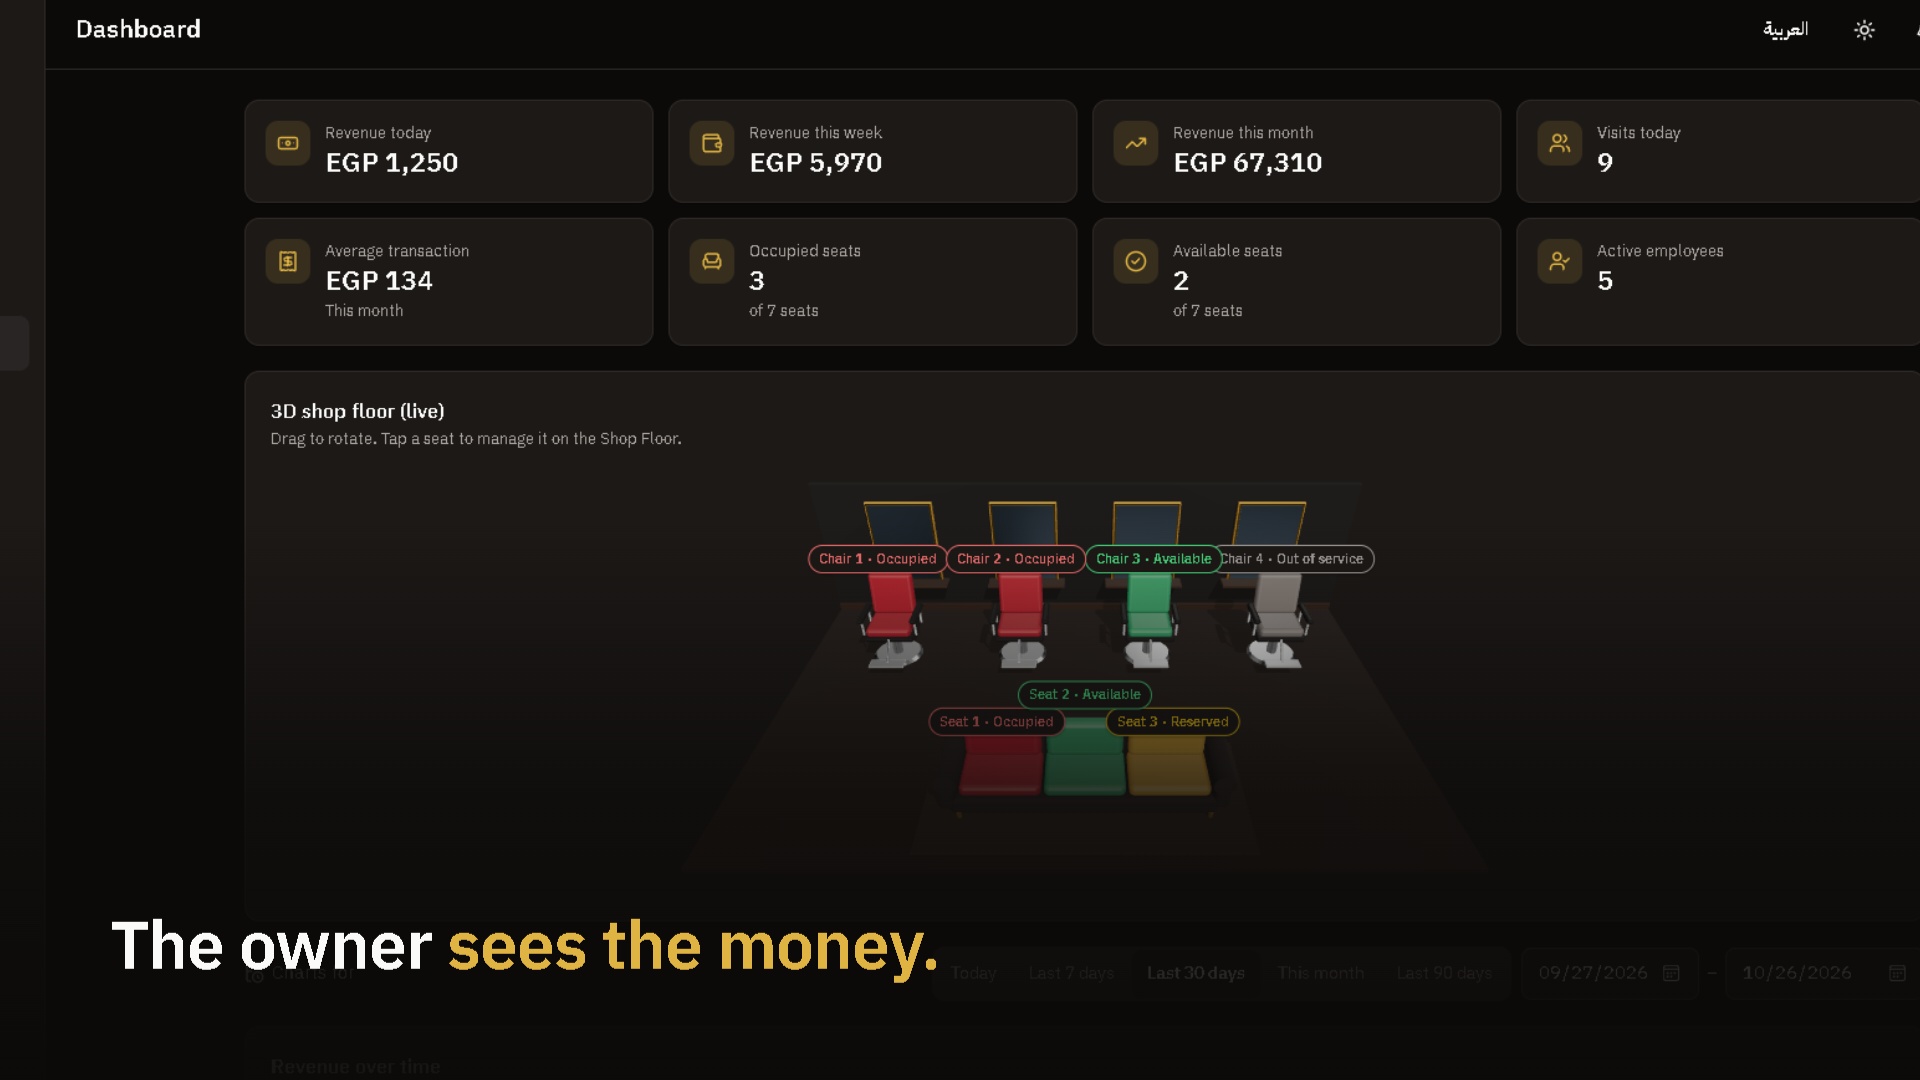 Dashboard
العربية
Revenue today
EGP 1,250
Revenue this week
EGP 5,970
Revenue this month
EGP 67,310
Visits today
9
Average transaction
EGP 134
This month
Occupied seats
3
of 7 seats
Available seats
2
of 7 seats
Active employees
5
3D shop floor (live)
Drag to rotate. Tap a seat to manage it on the Shop Floor.
Chair 1 • Occupied
Chair 2 • Occupied
Chair 3 • Available
Chair 4 • Out of service
Seat 2 • Available
Seat 1 • Occupied
Seat 3 • Reserved
The owner sees the money.
Charts for
Today
Last 7 days
Last 30 days
This month
Last 90 days
09/27/2026
–
10/26/2026
Revenue over time